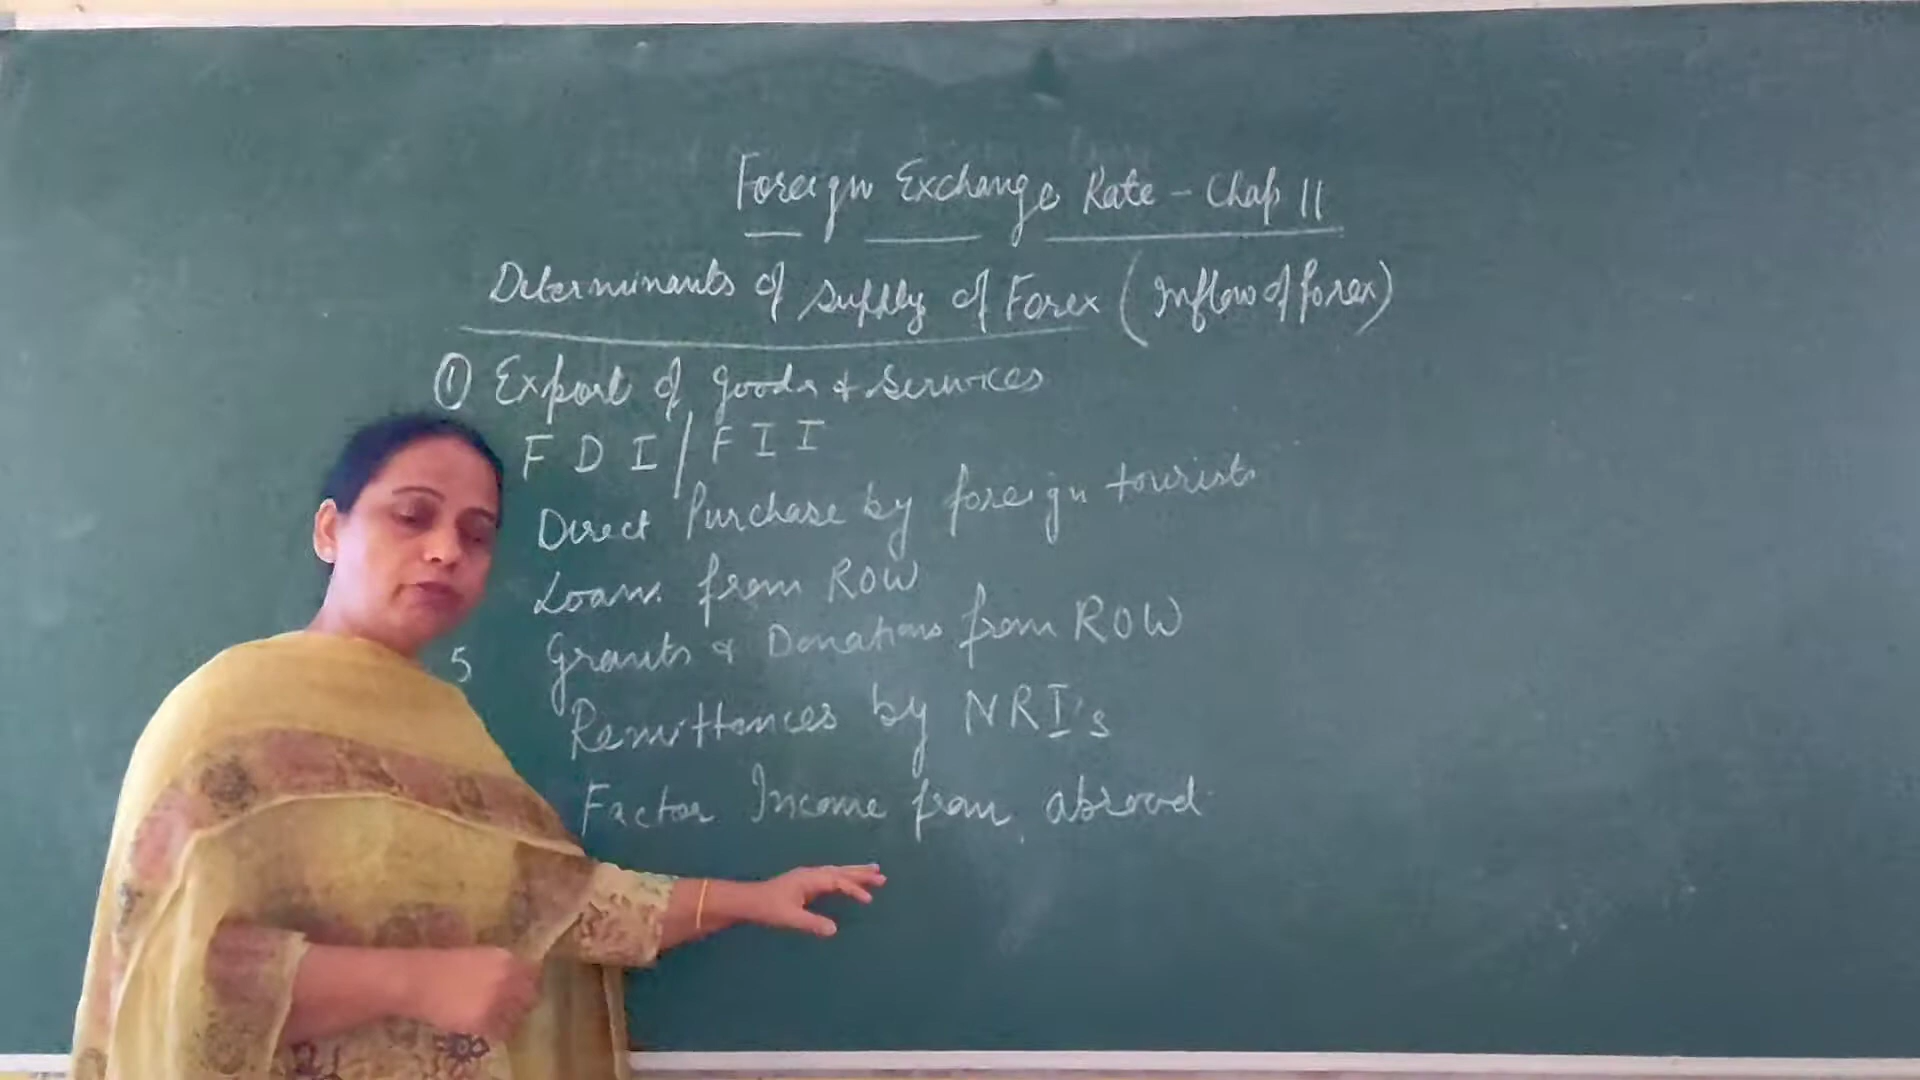 Foreign Exchange Rate - Chap 11
Determinants of supply of Forex (Inflow of forex)
① Export of goods & Services
F D I / F I I
Direct Purchase by foreign tourists
Loans from ROW
5 Grants & Donations from ROW
Remittances by NRI's
Factor Income from abroad